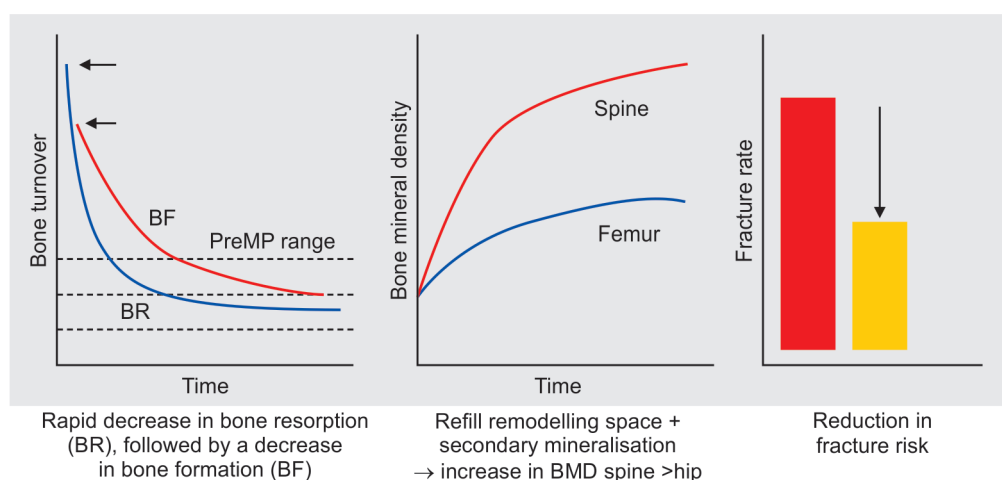 Bone turnover
BF
PreMP range
BR
Time
Rapid decrease in bone resorption
(BR), followed by a decrease
in bone formation (BF)
Bone mineral density
Spine
Femur
Time
Refill remodelling space +
secondary mineralisation
→ increase in BMD spine >hip
Fracture rate
Reduction in
fracture risk